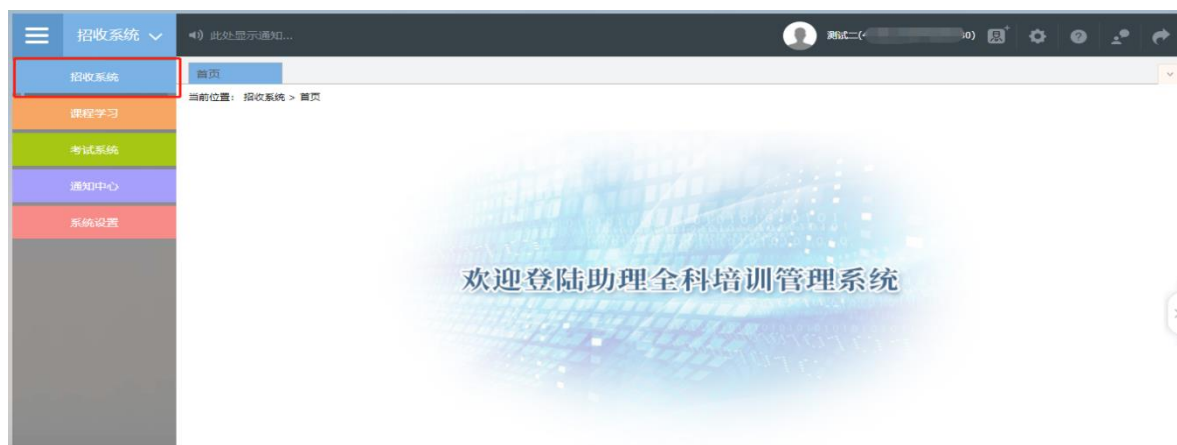 招收系统
此处显示通知...
测试二(4 0)
招收系统
首页
当前位置： 招收系统 > 首页
课程学习
考试系统
通知中心
系统设置
欢迎登陆助理全科培训管理系统